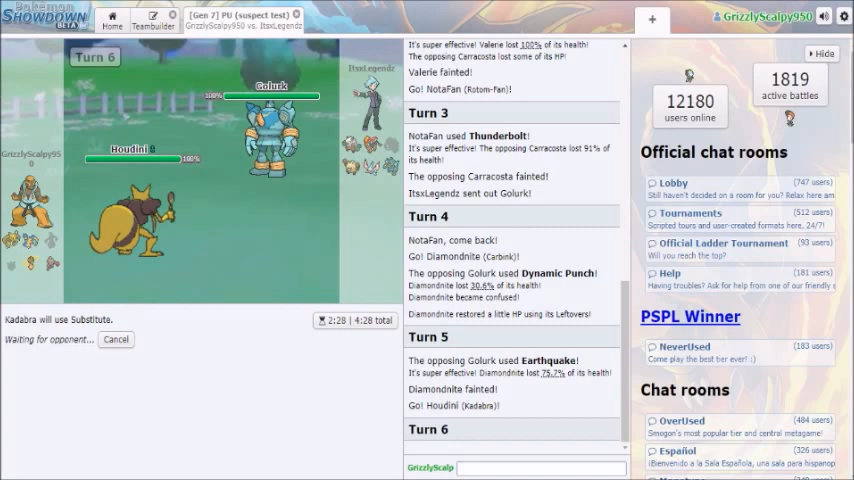 Pokémon
SHOWDOWN
BETA
Home
Teambuilder
[Gen 7] PU (suspect test)
GrizzlyScalpy950 vs. ItsxLegendz
+
GrizzlyScalpy950
Turn 6
Golurk
100%
Houdini
100%
GrizzlyScalpy95
0
ItsxLegendz
Kadabra will use Substitute.
2:28 | 4:28 total
Waiting for opponent...
Cancel
It's super effective! Valerie lost 100% of its health!
The opposing Carracosta lost some of its HP!
Valerie fainted!
Go! NotaFan (Rotom-Fan)!
Turn 3
NotaFan used Thunderbolt!
It's super effective! The opposing Carracosta lost 91% of
its health!
The opposing Carracosta fainted!
ItsxLegendz sent out Golurk!
Turn 4
NotaFan, come back!
Go! Diamondnite (Carbink)!
The opposing Golurk used Dynamic Punch!
Diamondnite lost 30.6% of its health!
Diamondnite became confused!
Diamondnite restored a little HP using its Leftovers!
Turn 5
The opposing Golurk used Earthquake!
It's super effective! Diamondnite lost 75.7% of its health!
Diamondnite fainted!
Go! Houdini (Kadabra)!
Turn 6
GrizzlyScalp
Hide
12180
users online
1819
active battles
Official chat rooms
Lobby (747 users)
Still haven't decided on a room for you? Relax here am
Tournaments (512 users)
Scripted tours and user-created formats here, 24/7!
Official Ladder Tournament (93 users)
Will you reach the top?
Help (181 users)
Having troubles? Ask for help from one of our friendly
PSPL Winner
NeverUsed (183 users)
Come play the best tier ever! :)
Chat rooms
OverUsed (484 users)
Smogon's most popular tier and central metagame!
Español (326 users)
¡Bienvenido a la Sala Española, una sala para hispanop